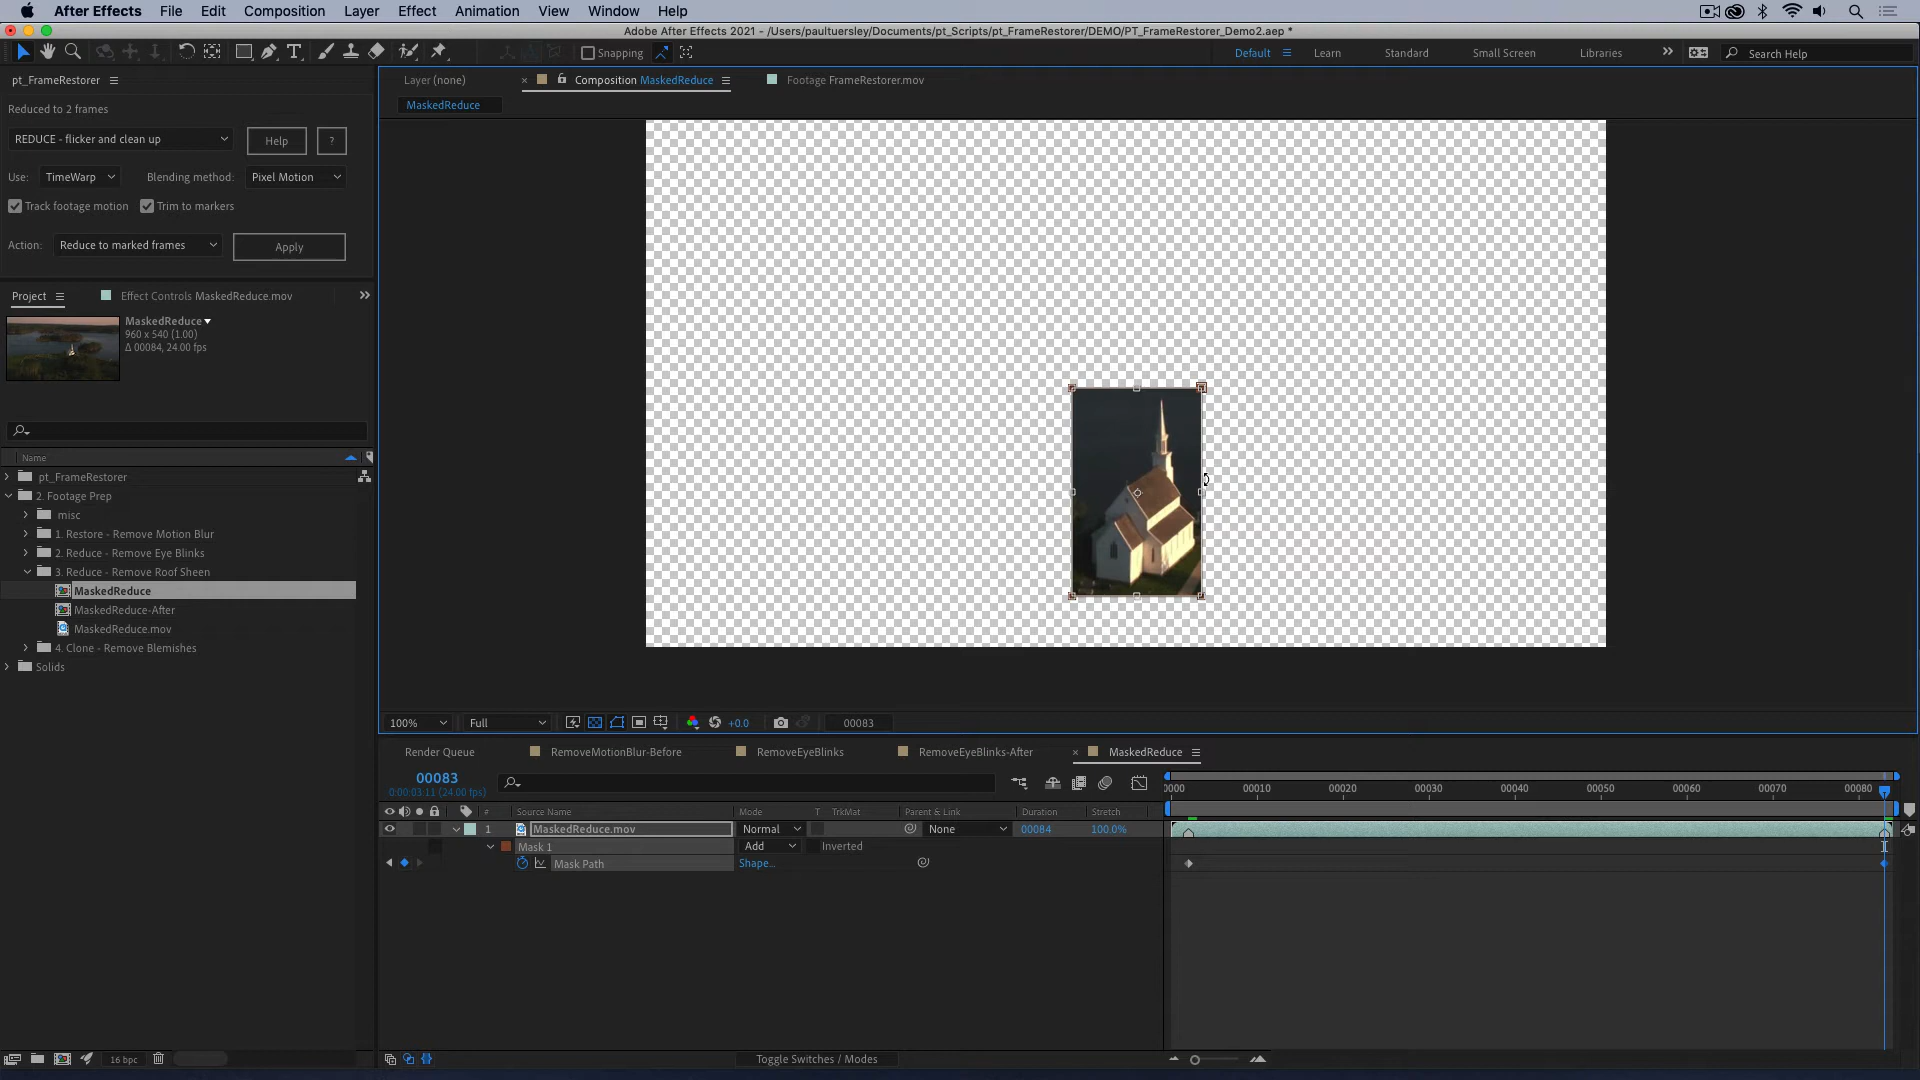 After Effects File Edit Composition Layer Effect Animation View Window Help
Adobe After Effects 2021 - /Users/paultuersley/Documents/pt_Scripts/pt_FrameRestorer/DEMO/PT_FrameRestorer_Demo2.aep *
Snapping Default Learn Standard Small Screen Libraries Search Help
pt_FrameRestorer
Layer (none) Composition MaskedReduce Footage FrameRestorer.mov
MaskedReduce
Reduced to 2 frames
REDUCE - flicker and clean up Help ?
Use: TimeWarp Blending method: Pixel Motion
Track footage motion Trim to markers
Action: Reduce to marked frames Apply
Project Effect Controls MaskedReduce.mov
MaskedReduce
960 x 540 (1.00)
Δ 00084, 24.00 fps
Name
pt_FrameRestorer
2. Footage Prep
misc
1. Restore - Remove Motion Blur
2. Reduce - Remove Eye Blinks
3. Reduce - Remove Roof Sheen
MaskedReduce
MaskedReduce-After
MaskedReduce.mov
4. Clone - Remove Blemishes
Solids
100% Full +0.0 00083
Render Queue RemoveMotionBlur-Before RemoveEyeBlinks RemoveEyeBlinks-After MaskedReduce
00083
0:00:03:11 (24.00 fps)
0000 00010 00020 00030 00040 00050 00060 00070 00080
# Source Name Mode T TrkMat Parent & Link Duration Stretch
1 MaskedReduce.mov Normal None 00084 100.0%
Mask 1 Add Inverted
Mask Path Shape...
16 bpc Toggle Switches / Modes